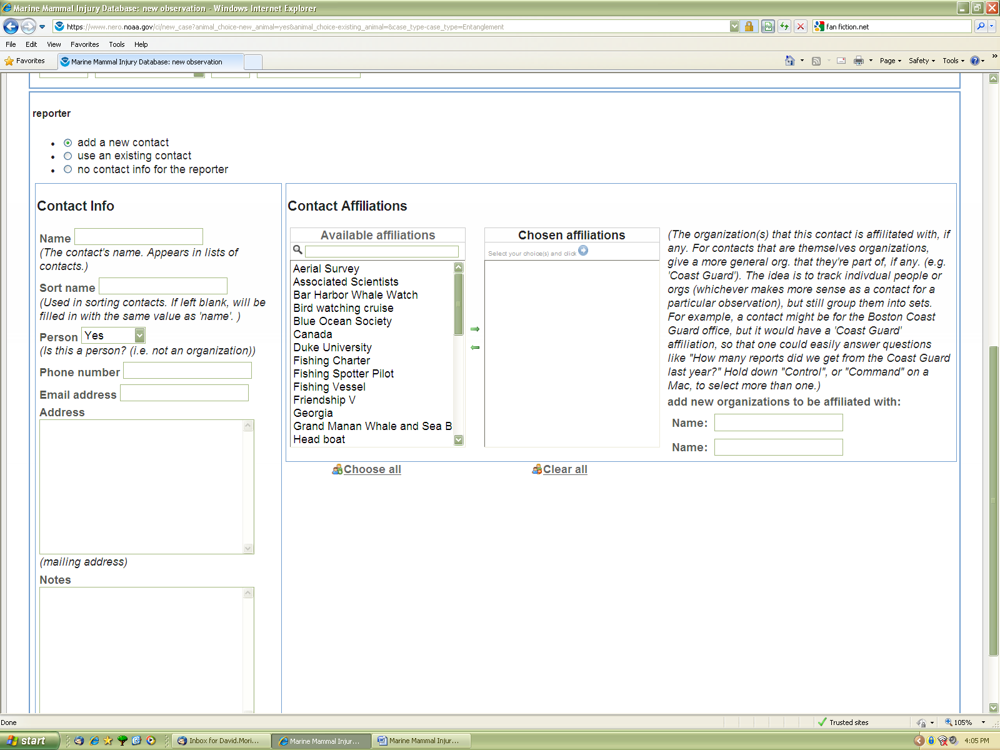 Marine Mammal Injury Database: new observation - Windows Internet Explorer
https://www.nero.noaa.gov/ci/new_case?animal_choice-new_animal=yes&animal_choice-existing_animal=&case_type-case_type=Entanglement
fan fiction.net
File Edit View Favorites Tools Help
Favorites
Marine Mammal Injury Database: new observation
Page Safety Tools
reporter
add a new contact
use an existing contact
no contact info for the reporter
Contact Info
Name
(The contact's name. Appears in lists of
contacts.)
Sort name
(Used in sorting contacts. If left blank, will be
filled in with the same value as 'name'. )
Person Yes
(Is this a person? (i.e. not an organization))
Phone number
Email address
Address
(mailing address)
Notes
Contact Affiliations
Available affiliations
Aerial Survey
Associated Scientists
Bar Harbor Whale Watch
Bird watching cruise
Blue Ocean Society
Canada
Duke University
Fishing Charter
Fishing Spotter Pilot
Fishing Vessel
Friendship V
Georgia
Grand Manan Whale and Sea B
Head boat
Choose all
Chosen affiliations
Select your choice(s) and click
Clear all
(The organization(s) that this contact is affilitated with, if
any. For contacts that are themselves organizations,
give a more general org. that they're part of, if any. (e.g.
'Coast Guard'). The idea is to track indivdual people or
orgs (whichever makes more sense as a contact for a
particular observation), but still group them into sets.
For example, a contact might be for the Boston Coast
Guard office, but it would have a 'Coast Guard'
affiliation, so that one could easily answer questions
like "How many reports did we get from the Coast Guard
last year?" Hold down "Control", or "Command" on a
Mac, to select more than one.)
add new organizations to be affiliated with:
Name:
Name:
Done
Trusted sites
105%
start
Inbox for David.Mori...
Marine Mammal Injur...
Marine Mammal Injur...
4:05 PM